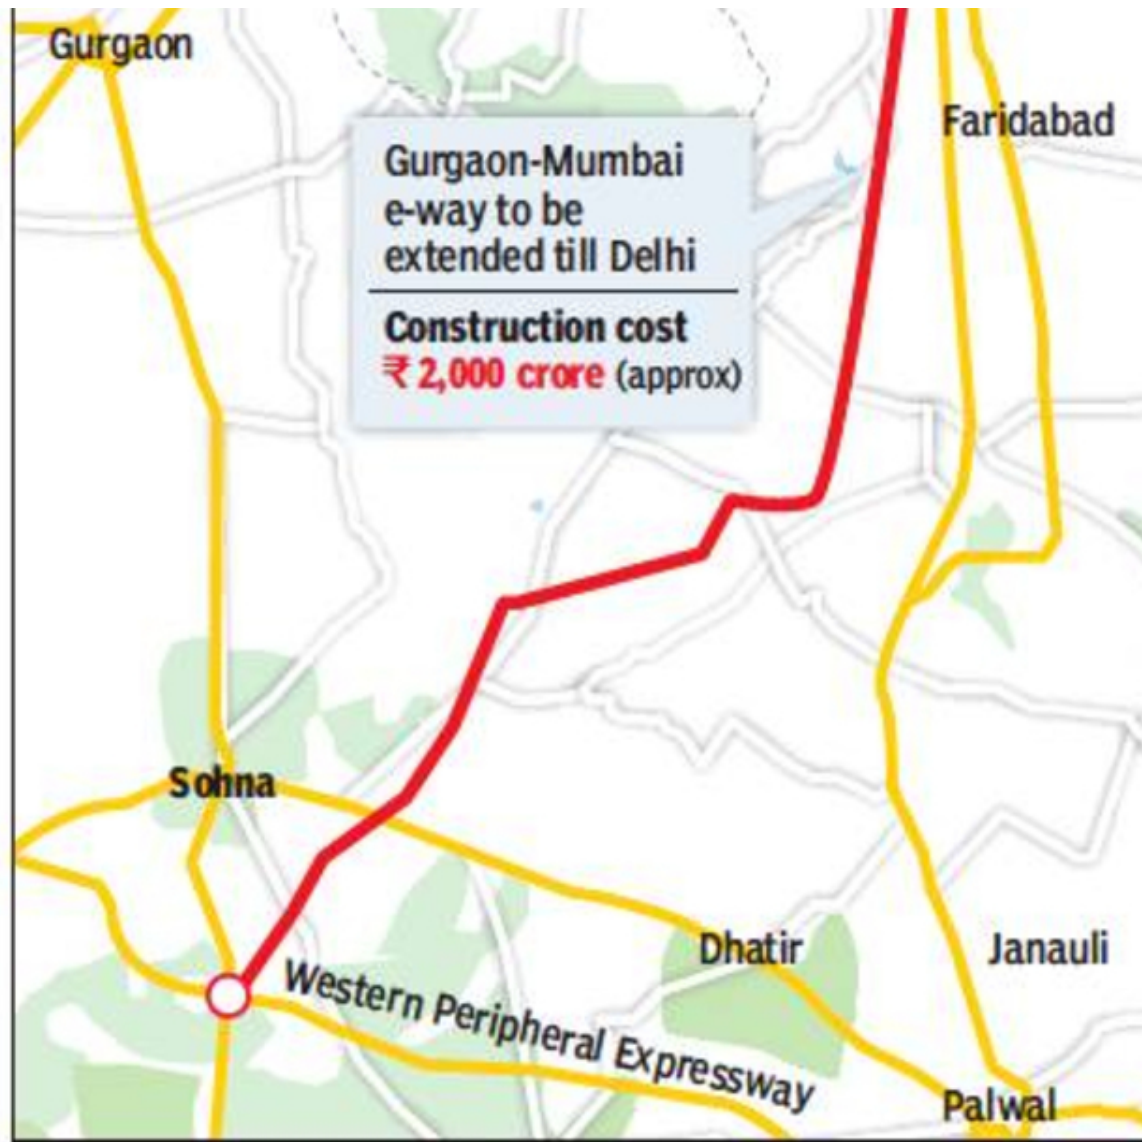 Gurgaon
Faridabad
Gurgaon-Mumbai
e-way to be
extended till Delhi
Construction cost
₹ 2,000 crore (approx)
Sohna
Dhatir
Janauli
Western Peripheral Expressway
Palwal